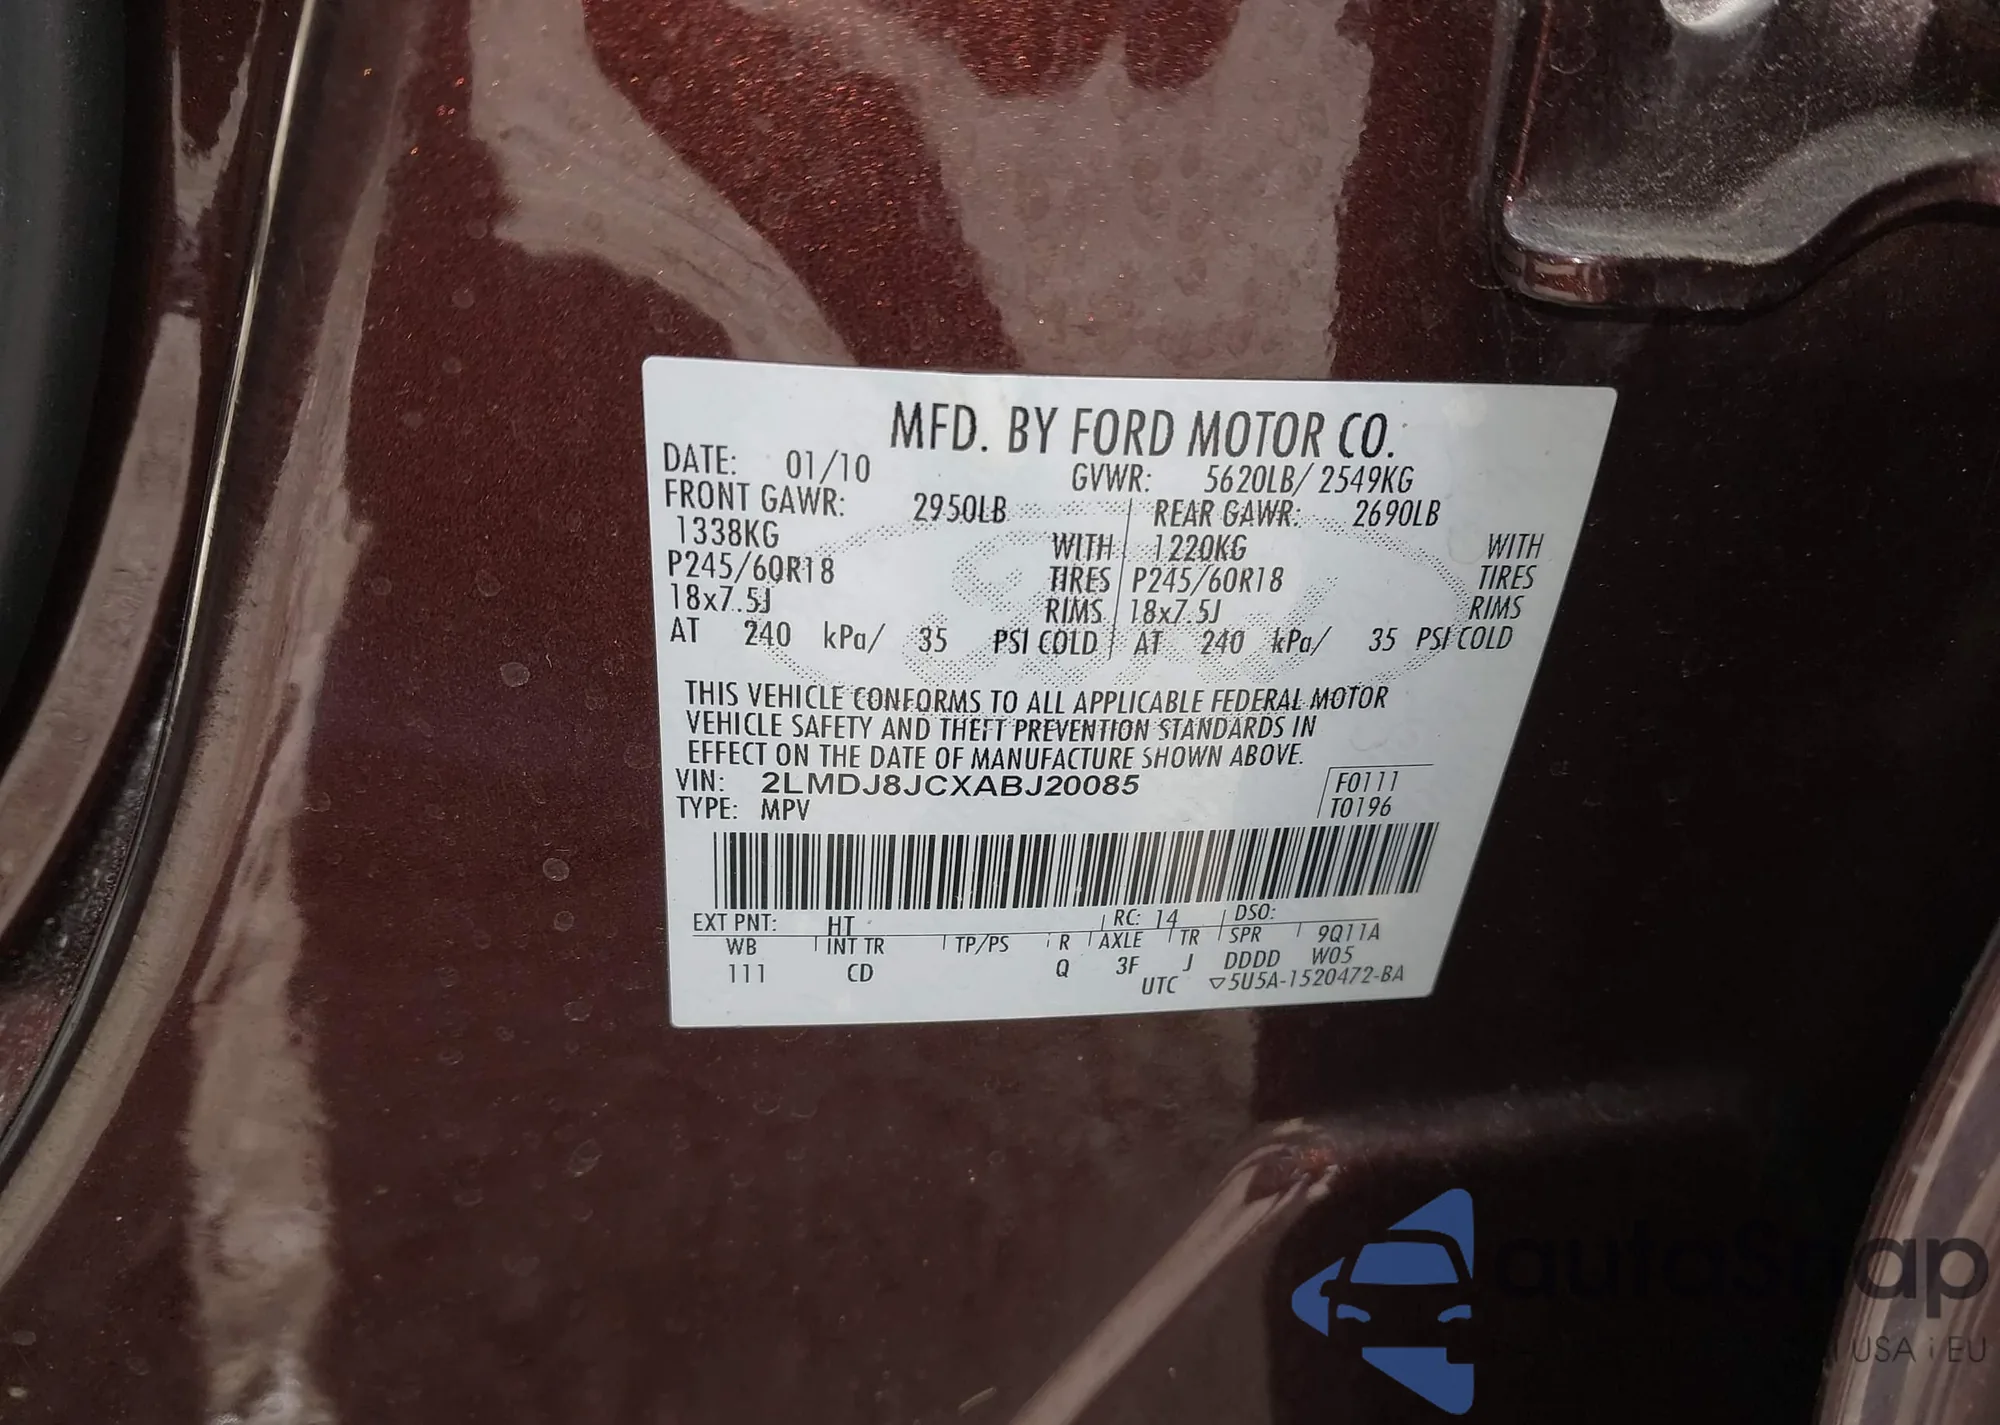 MFD. BY FORD MOTOR CO.
DATE: 01/10 GVWR: 5620LB/ 2549KG
FRONT GAWR: 2950LB REAR GAWR: 2690LB
1338KG WITH 1220KG WITH
P245/60R18 TIRES P245/60R18 TIRES
18x7.5J RIMS 18x7.5J RIMS
AT 240 kPa/ 35 PSI COLD AT 240 kPa/ 35 PSI COLD
THIS VEHICLE CONFORMS TO ALL APPLICABLE FEDERAL MOTOR
VEHICLE SAFETY AND THEFT PREVENTION STANDARDS IN
EFFECT ON THE DATE OF MANUFACTURE SHOWN ABOVE.
VIN: 2LMDJ8JCXABJ20085 F0111
TYPE: MPV T0196
EXT PNT: HT RC: 14 DSO:
WB INT TR TP/PS R AXLE TR SPR 9Q11A
111 CD Q 3F J DDDD W05
UTC ▽5U5A-1520472-BA
autosnap
USA i EU